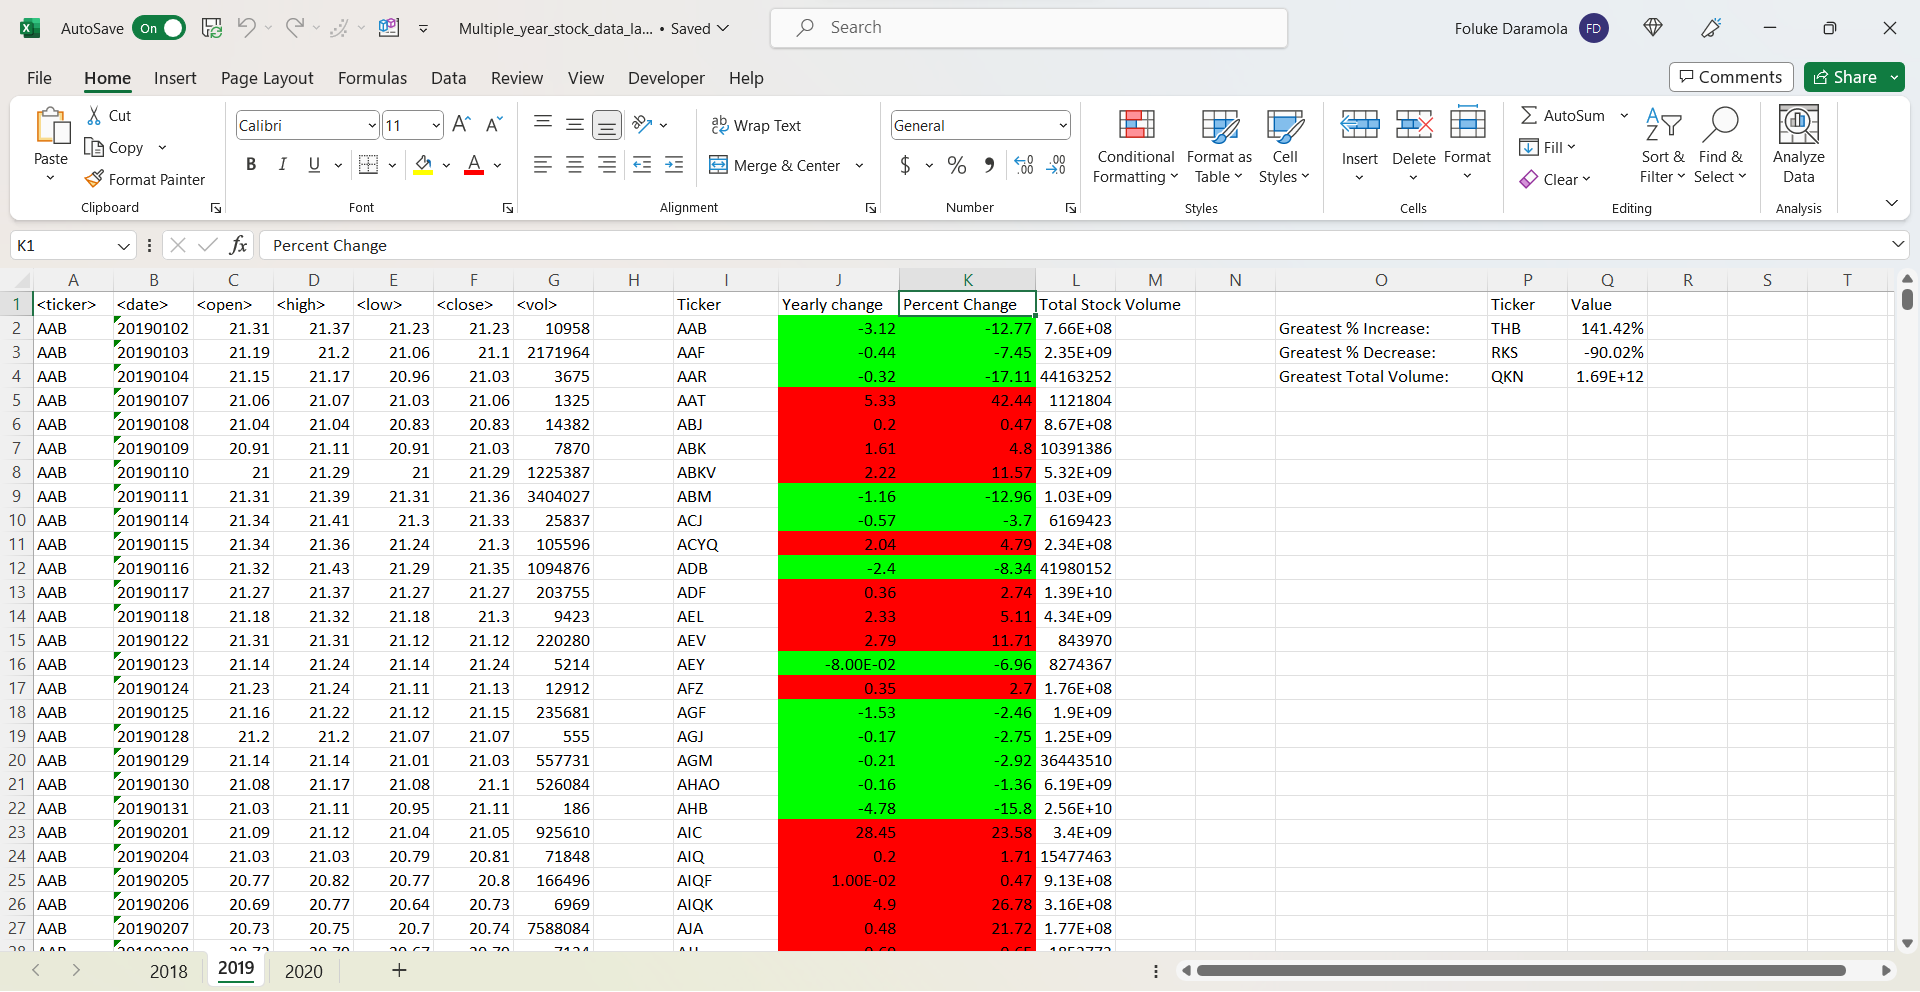 AutoSave On Multiple_year_stock_data_la... • Saved Search Foluke Daramola FD
File Home Insert Page Layout Formulas Data Review View Developer Help Comments Share
Paste Cut Copy Format Painter Clipboard
Calibri 11 B I U A Font
ab Wrap Text Merge & Center Alignment
General $ % Number
Conditional Formatting Format as Table Cell Styles Styles
Insert Delete Format Cells
AutoSum Fill Clear Sort & Filter Find & Select Editing
Analyze Data Analysis
K1 fx Percent Change
A B C D E F G H I J K L M N O P Q R S T
1 <ticker> <date> <open> <high> <low> <close> <vol> Ticker Yearly change Percent Change Total Stock Volume Ticker Value
2 AAB 20190102 21.31 21.37 21.23 21.23 10958 AAB -3.12 -12.77 7.66E+08 Greatest % Increase: THB 141.42%
3 AAB 20190103 21.19 21.2 21.06 21.1 2171964 AAF -0.44 -7.45 2.35E+09 Greatest % Decrease: RKS -90.02%
4 AAB 20190104 21.15 21.17 20.96 21.03 3675 AAR -0.32 -17.11 44163252 Greatest Total Volume: QKN 1.69E+12
5 AAB 20190107 21.06 21.07 21.03 21.06 1325 AAT 5.33 42.44 1121804
6 AAB 20190108 21.04 21.04 20.83 20.83 14382 ABJ 0.2 0.47 8.67E+08
7 AAB 20190109 20.91 21.11 20.91 21.03 7870 ABK 1.61 4.8 10391386
8 AAB 20190110 21 21.29 21 21.29 1225387 ABKV 2.22 11.57 5.32E+09
9 AAB 20190111 21.31 21.39 21.31 21.36 3404027 ABM -1.16 -12.96 1.03E+09
10 AAB 20190114 21.34 21.41 21.3 21.33 25837 ACJ -0.57 -3.7 6169423
11 AAB 20190115 21.34 21.36 21.24 21.3 105596 ACYQ 2.04 4.79 2.34E+08
12 AAB 20190116 21.32 21.43 21.29 21.35 1094876 ADB -2.4 -8.34 41980152
13 AAB 20190117 21.27 21.37 21.27 21.27 203755 ADF 0.36 2.74 1.39E+10
14 AAB 20190118 21.18 21.32 21.18 21.3 9423 AEL 2.33 5.11 4.34E+09
15 AAB 20190122 21.31 21.31 21.12 21.12 220280 AEV 2.79 11.71 843970
16 AAB 20190123 21.14 21.24 21.14 21.24 5214 AEY -8.00E-02 -6.96 8274367
17 AAB 20190124 21.23 21.24 21.11 21.13 12912 AFZ 0.35 2.7 1.76E+08
18 AAB 20190125 21.16 21.22 21.12 21.15 235681 AGF -1.53 -2.46 1.9E+09
19 AAB 20190128 21.2 21.2 21.07 21.07 555 AGJ -0.17 -2.75 1.25E+09
20 AAB 20190129 21.14 21.14 21.01 21.03 557731 AGM -0.21 -2.92 36443510
21 AAB 20190130 21.08 21.17 21.08 21.1 526084 AHAO -0.16 -1.36 6.19E+09
22 AAB 20190131 21.03 21.11 20.95 21.11 186 AHB -4.78 -15.8 2.56E+10
23 AAB 20190201 21.09 21.12 21.04 21.05 925610 AIC 28.45 23.58 3.4E+09
24 AAB 20190204 21.03 21.03 20.79 20.81 71848 AIQ 0.2 1.71 15477463
25 AAB 20190205 20.77 20.82 20.77 20.8 166496 AIQF 1.00E-02 0.47 9.13E+08
26 AAB 20190206 20.69 20.77 20.64 20.73 6969 AIQK 4.9 26.78 3.16E+08
27 AAB 20190207 20.73 20.75 20.7 20.74 7588084 AJA 0.48 21.72 1.77E+08
2018 2019 2020